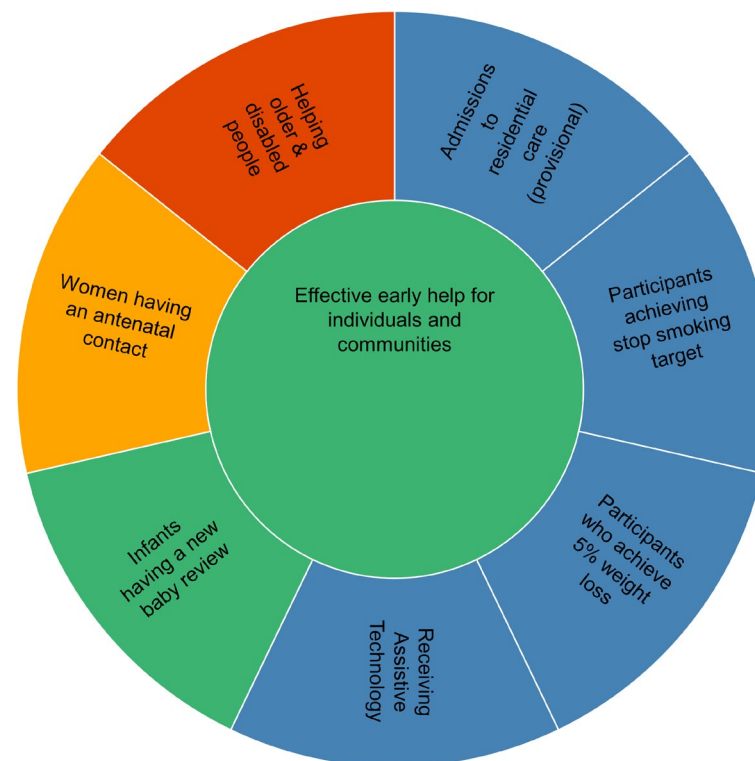 Effective early help for
individuals and
communities
Admissions
to
residential
care
(provisional)
Participants
achieving
stop smoking
target
Participants
who achieve
5% weight
loss
Receiving
Assistive
Technology
Infants
having a new
baby review
Women having
an antenatal
contact
Helping
older &
disabled
people